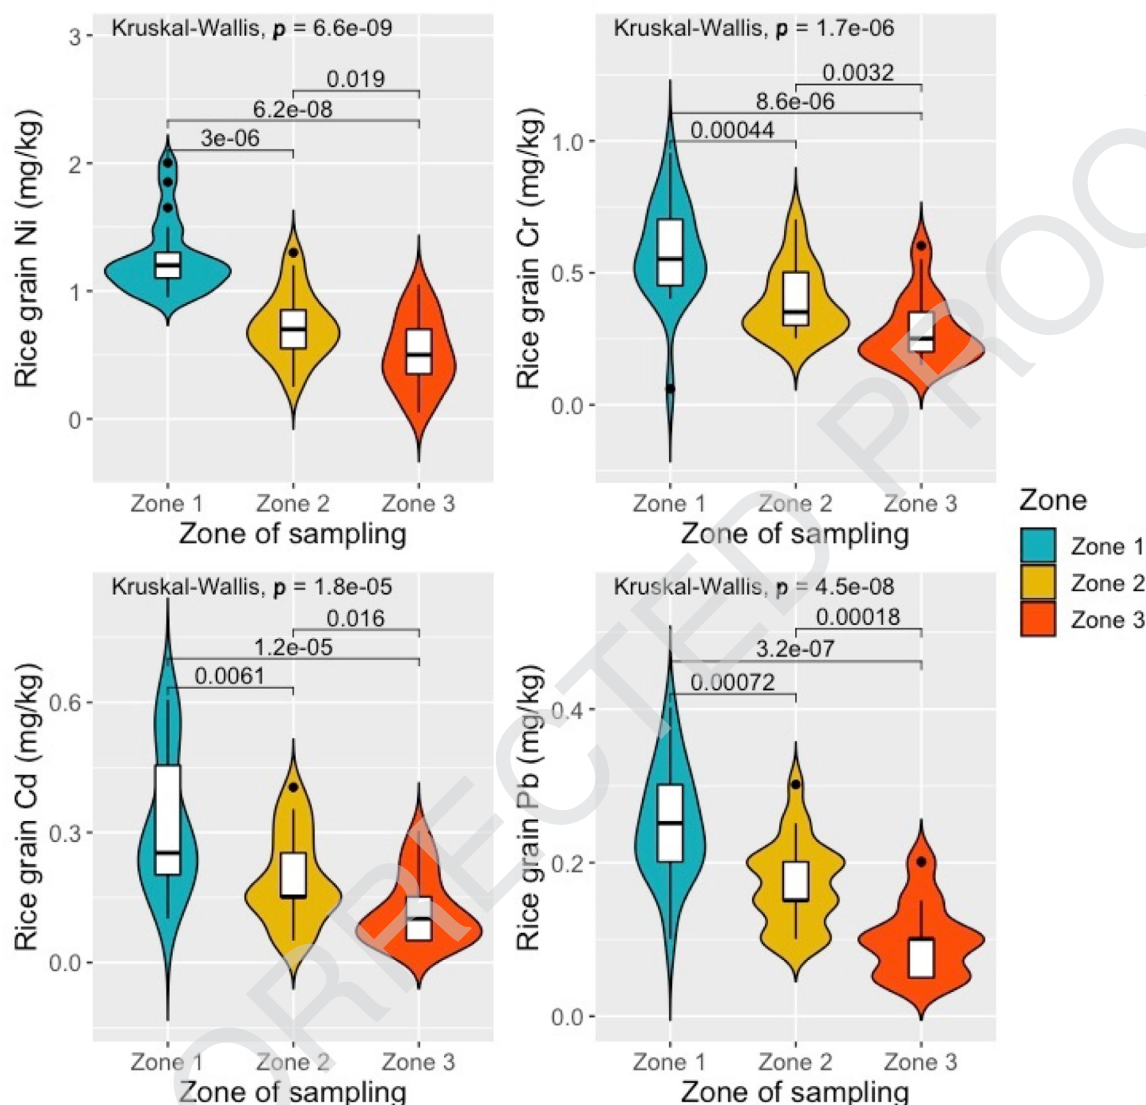 Kruskal-Wallis, p = 6.6e-09
3
2
1
0
Rice grain Ni (mg/kg)
0.019
6.2e-08
3e-06
Zone 1 Zone 2 Zone 3
Zone of sampling
Kruskal-Wallis, p = 1.7e-06
1.0
0.5
0.0
Rice grain Cr (mg/kg)
0.0032
8.6e-06
0.00044
Zone 1 Zone 2 Zone 3
Zone of sampling
Zone
Zone 1
Zone 2
Zone 3
Kruskal-Wallis, p = 1.8e-05
0.6
0.3
0.0
Rice grain Cd (mg/kg)
0.016
1.2e-05
0.0061
Zone 1 Zone 2 Zone 3
Zone of sampling
Kruskal-Wallis, p = 4.5e-08
0.4
0.2
0.0
Rice grain Pb (mg/kg)
0.00018
3.2e-07
0.00072
Zone 1 Zone 2 Zone 3
Zone of sampling
ORRECTED PROO